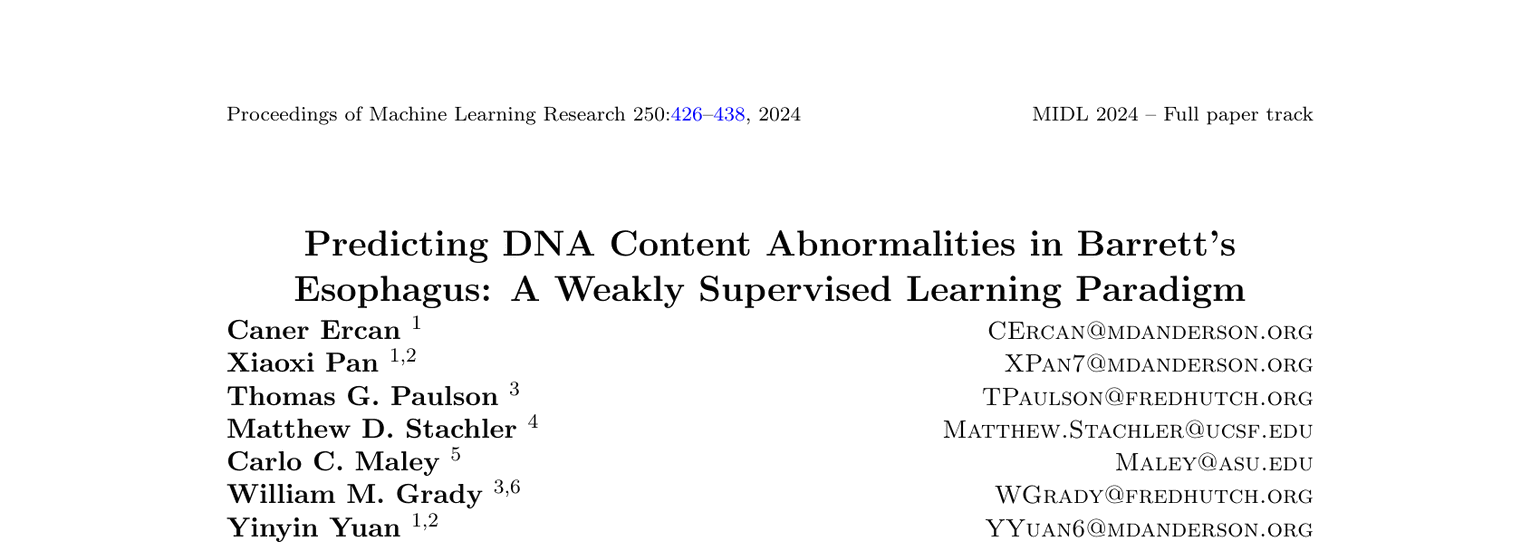 Proceedings of Machine Learning Research 250:426–438, 2024 MIDL 2024 – Full paper track
Predicting DNA Content Abnormalities in Barrett's
Esophagus: A Weakly Supervised Learning Paradigm
Caner Ercan 1 CErcan@mdanderson.org
Xiaoxi Pan 1,2 XPan7@mdanderson.org
Thomas G. Paulson 3 TPaulson@fredhutch.org
Matthew D. Stachler 4 Matthew.Stachler@ucsf.edu
Carlo C. Maley 5 Maley@asu.edu
William M. Grady 3,6 WGrady@fredhutch.org
Yinyin Yuan 1,2 YYuan6@mdanderson.org